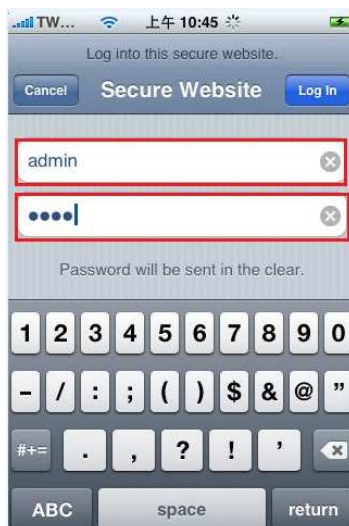 TW... 上午 10:45
Log into this secure website.
Cancel Secure Website Log In
admin
••••
Password will be sent in the clear.
1 2 3 4 5 6 7 8 9 0
- / : ; ( ) $ & @ "
#+= . , ? ! '
ABC space return